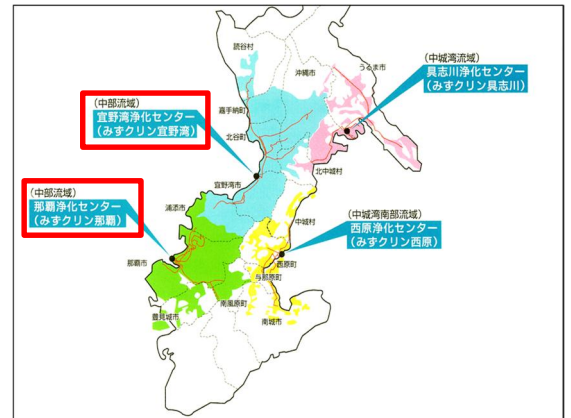 読谷村
沖縄市
うるま市
(中城湾流域)
具志川浄化センター
(みずクリン具志川)
(中部流域)
宜野湾浄化センター
(みずクリン宜野湾)
嘉手納町
北谷町
北中城村
宜野湾市
(中部流域)
那覇浄化センター
(みずクリン那覇)
浦添市
中城村
(中城湾南部流域)
西原浄化センター
(みずクリン西原)
西原町
那覇市
与那原町
南風原町
豊見城市
南城市